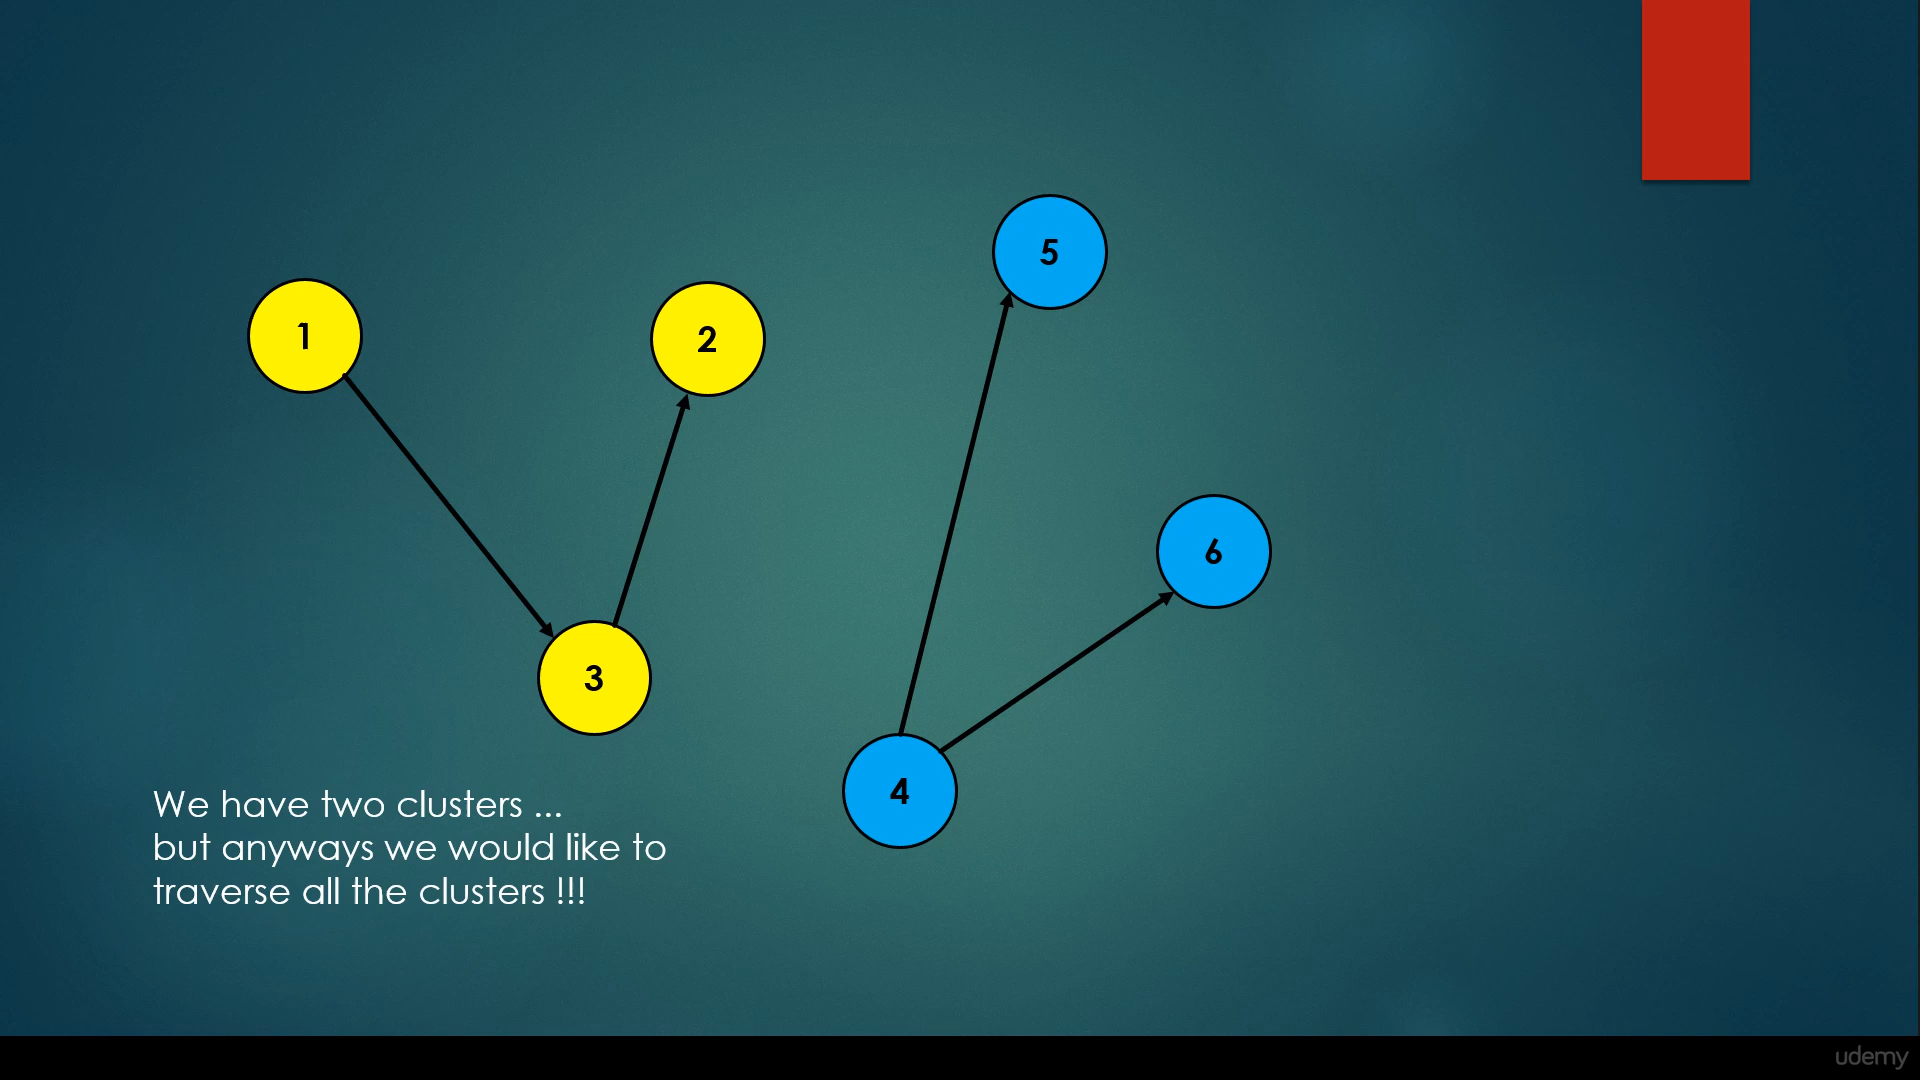 5
1
2
6
3
4
We have two clusters ...
but anyways we would like to
traverse all the clusters !!!
udemy